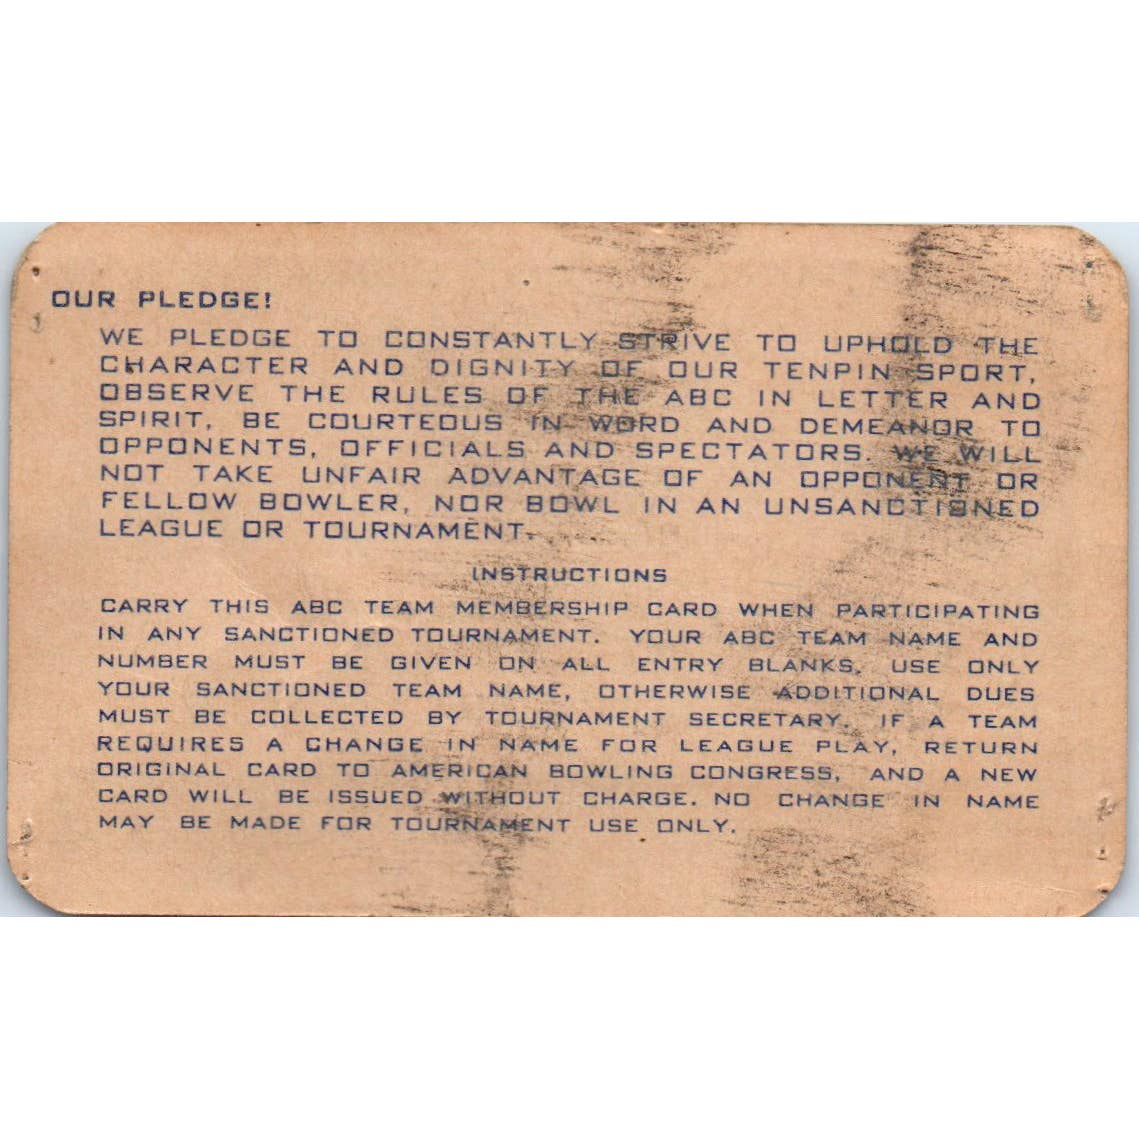 OUR PLEDGE!
WE PLEDGE TO CONSTANTLY STRIVE TO UPHOLD THE
CHARACTER AND DIGNITY OF OUR TENPIN SPORT,
OBSERVE THE RULES OF THE ABC IN LETTER AND
SPIRIT, BE COURTEOUS IN WORD AND DEMEANOR TO
OPPONENTS, OFFICIALS AND SPECTATORS. WE WILL
NOT TAKE UNFAIR ADVANTAGE OF AN OPPONENT OR
FELLOW BOWLER, NOR BOWL IN AN UNSANCTIONED
LEAGUE OR TOURNAMENT.
INSTRUCTIONS
CARRY THIS ABC TEAM MEMBERSHIP CARD WHEN PARTICIPATING
IN ANY SANCTIONED TOURNAMENT. YOUR ABC TEAM NAME AND
NUMBER MUST BE GIVEN ON ALL ENTRY BLANKS. USE ONLY
YOUR SANCTIONED TEAM NAME, OTHERWISE ADDITIONAL DUES
MUST BE COLLECTED BY TOURNAMENT SECRETARY. IF A TEAM
REQUIRES A CHANGE IN NAME FOR LEAGUE PLAY, RETURN
ORIGINAL CARD TO AMERICAN BOWLING CONGRESS, AND A NEW
CARD WILL BE ISSUED WITHOUT CHARGE. NO CHANGE IN NAME
MAY BE MADE FOR TOURNAMENT USE ONLY.